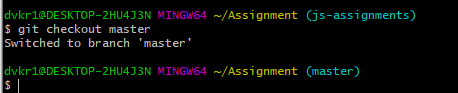 dvkr1@DESKTOP-2HU4J3N MINGW64 ~/Assignment (js-assignments)
$ git checkout master
Switched to branch 'master'
dvkr1@DESKTOP-2HU4J3N MINGW64 ~/Assignment (master)
$